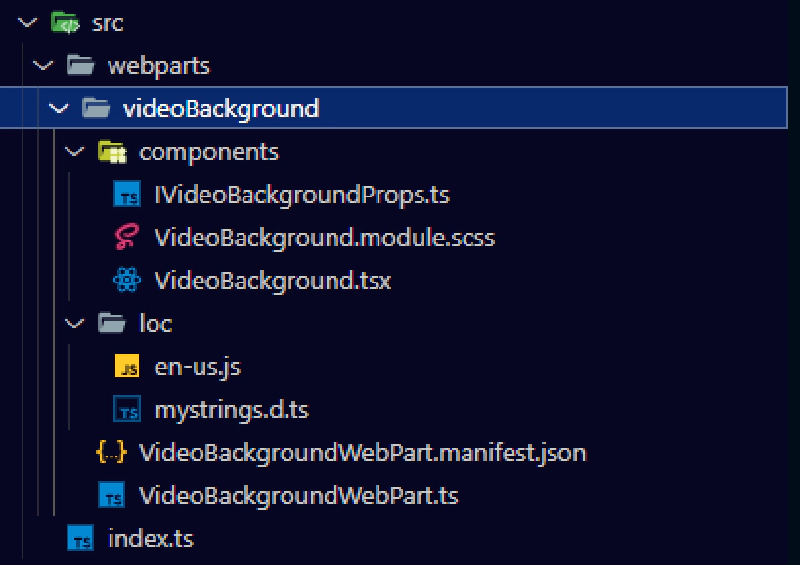 src
webparts
videoBackground
components
TS IVideoBackgroundProps.ts
VideoBackground.module.scss
VideoBackground.tsx
loc
JS en-us.js
TS mystrings.d.ts
{..} VideoBackgroundWebPart.manifest.json
TS VideoBackgroundWebPart.ts
TS index.ts